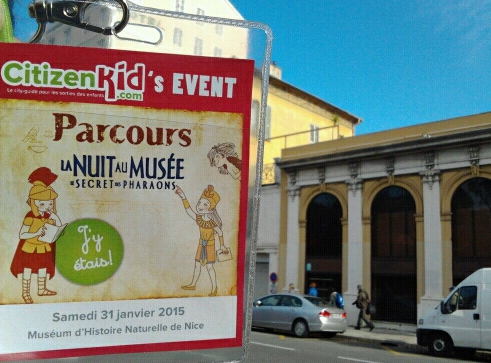 CitizenKid's EVENT
.com
Le city-guide pour les sorties des enfants
Parcours
LA NUIT AU MUSÉE
LE SECRET DES PHARAONS
J'y
étais!
Samedi 31 janvier 2015
Muséum d'Histoire Naturelle de Nice